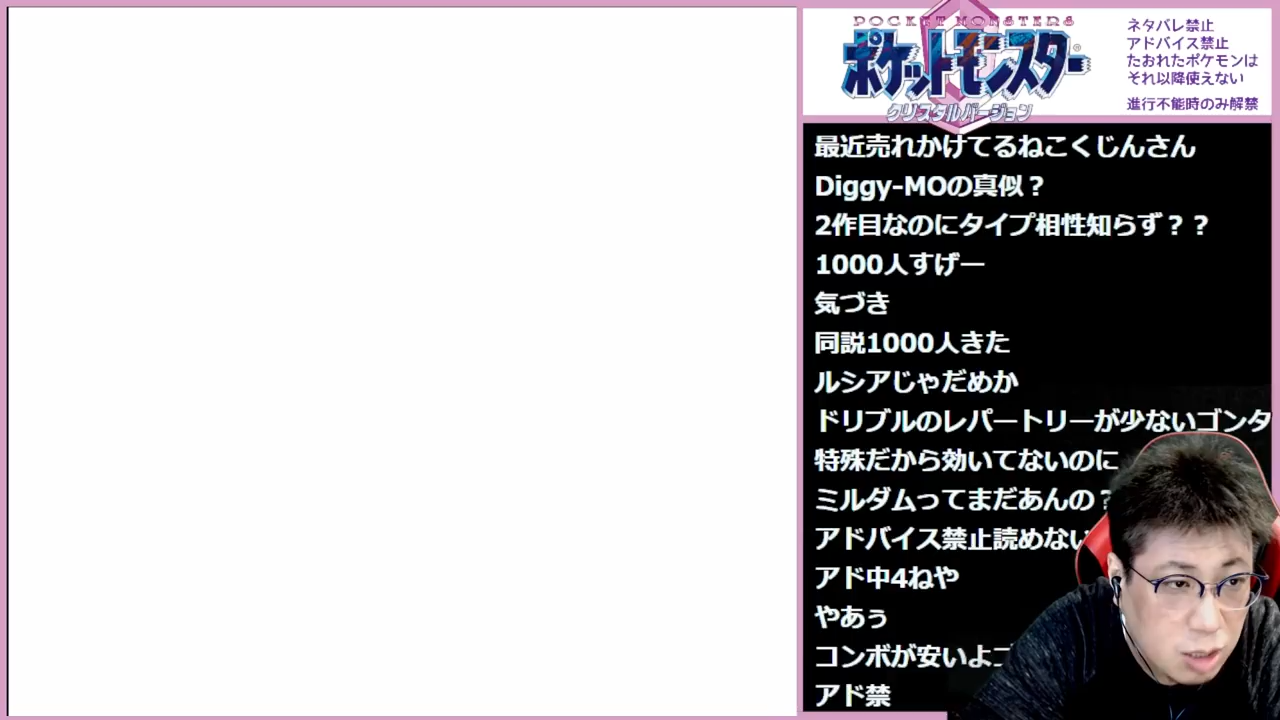 POCKET MONSTERS
ポケットモンスター
クリスタルバージョン
ネタバレ禁止
アドバイス禁止
たおれたポケモンは
それ以降使えない
進行不能時のみ解禁
最近売れかけてるねこくじんさん
Diggy-MOの真似？
2作目なのにタイプ相性知らず？？
1000人すげー
気づき
同説1000人きた
ルシアじゃだめか
ドリブルのレパートリーが少ないゴンタ
特殊だから効いてないのに
ミルダムってまだあんの？
アドバイス禁止読めない
アド中4ねや
やあぅ
コンボが安いよ
アド禁